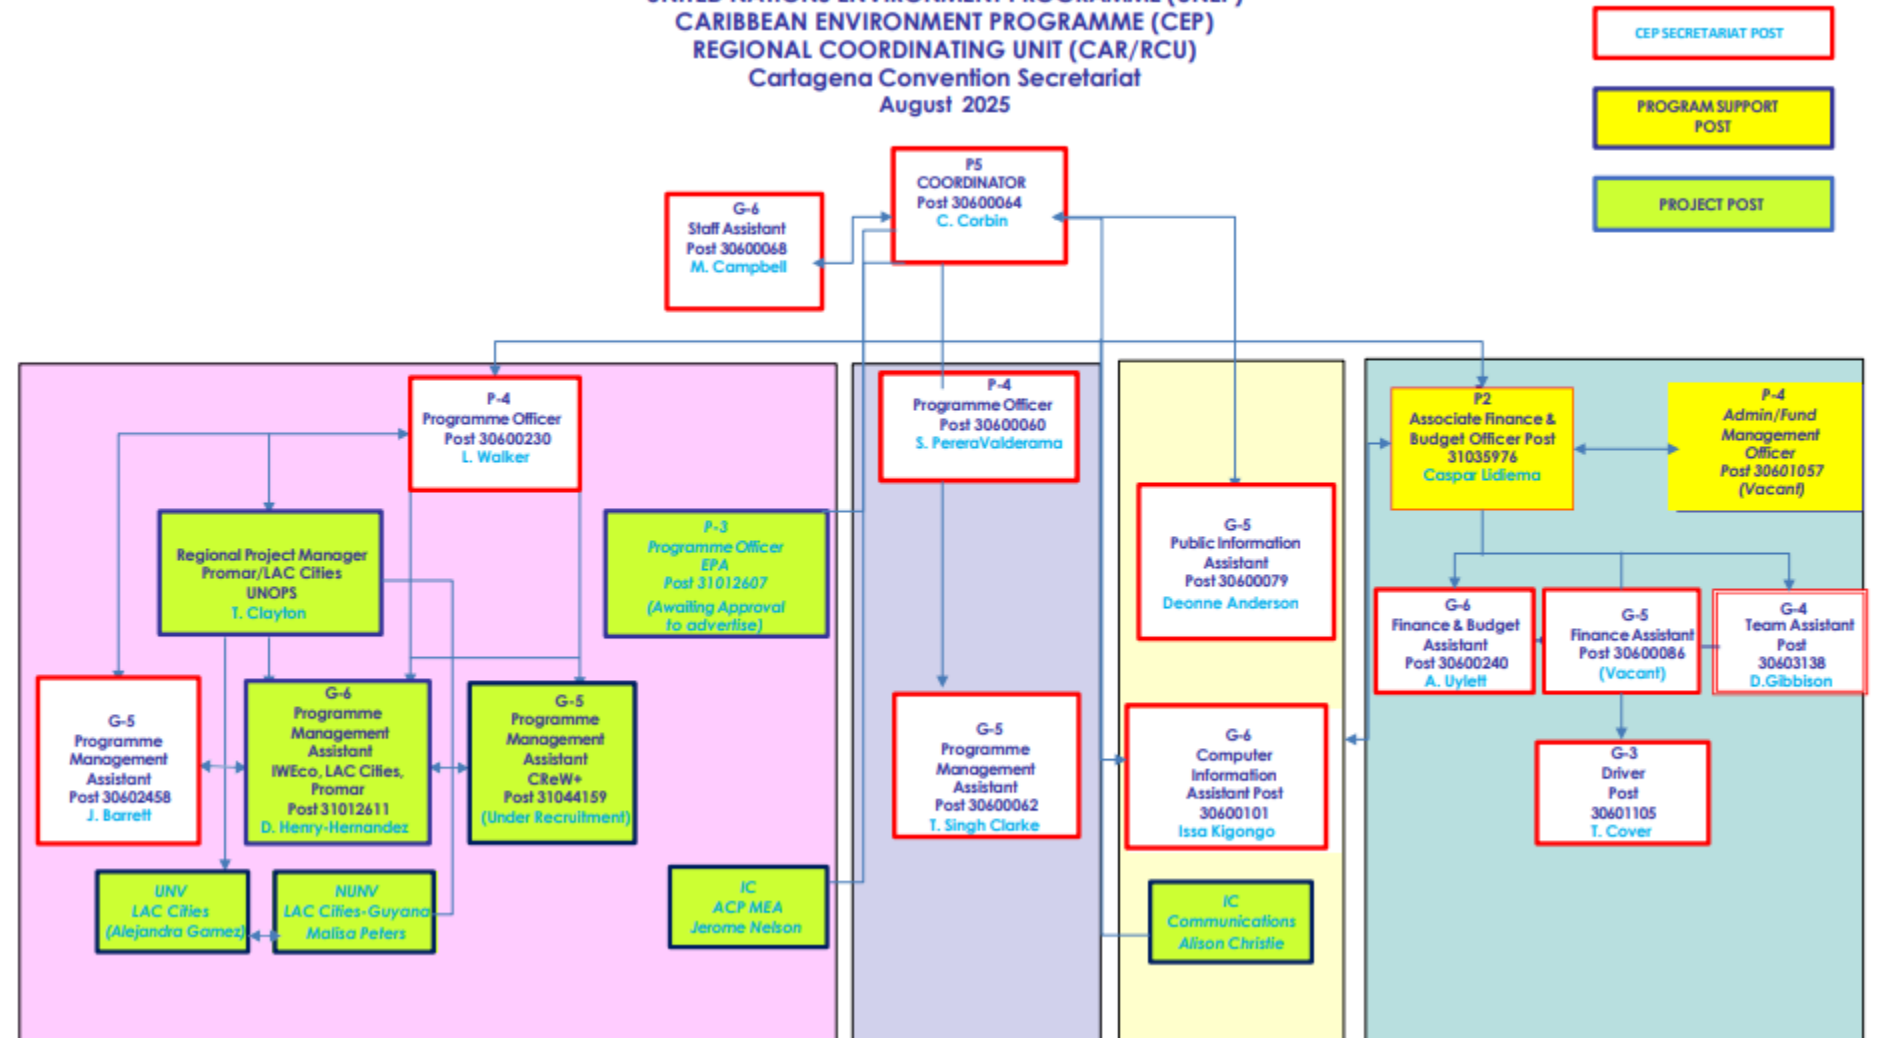 UNITED NATIONS ENVIRONMENT PROGRAMME (UNEP)
CARIBBEAN ENVIRONMENT PROGRAMME (CEP)
REGIONAL COORDINATING UNIT (CAR/RCU)
Cartagena Convention Secretariat
August 2025
CEP SECRETARIAT POST
PROGRAM SUPPORT
POST
PROJECT POST
P5
COORDINATOR
Post 30600064
C. Corbin
G-6
Staff Assistant
Post 30600068
M. Campbell
P-4
Programme Officer
Post 30600230
L. Walker
Regional Project Manager
Promar/LAC Cities
UNOPS
T. Clayton
P-3
Programme Officer
EPA
Post 31012607
(Awaiting Approval
to advertise)
G-5
Programme
Management
Assistant
Post 30602458
J. Barrett
G-6
Programme
Management
Assistant
IWEco, LAC Cities,
Promar
Post 31012611
D. Henry-Hernandez
G-5
Programme
Management
Assistant
CReW+
Post 31044159
(Under Recruitment)
UNV
LAC Cities
(Alejandra Gamez)
NUNV
LAC Cities-Guyana
Malisa Peters
IC
ACP MEA
Jerome Nelson
P-4
Programme Officer
Post 30600060
S. PereraValderama
G-5
Programme
Management
Assistant
Post 30600062
T. Singh Clarke
G-5
Public Information
Assistant
Post 30600079
Deonne Anderson
G-6
Computer
Information
Assistant Post
30600101
Issa Kigongo
IC
Communications
Alison Christie
P2
Associate Finance &
Budget Officer Post
31035976
Caspar Lidiema
P-4
Admin/Fund
Management
Officer
Post 30601057
(Vacant)
G-6
Finance & Budget
Assistant
Post 30600240
A. Uylett
G-5
Finance Assistant
Post 30600086
(Vacant)
G-4
Team Assistant
Post
30603138
D.Gibbison
G-3
Driver
Post
30601105
T. Cover